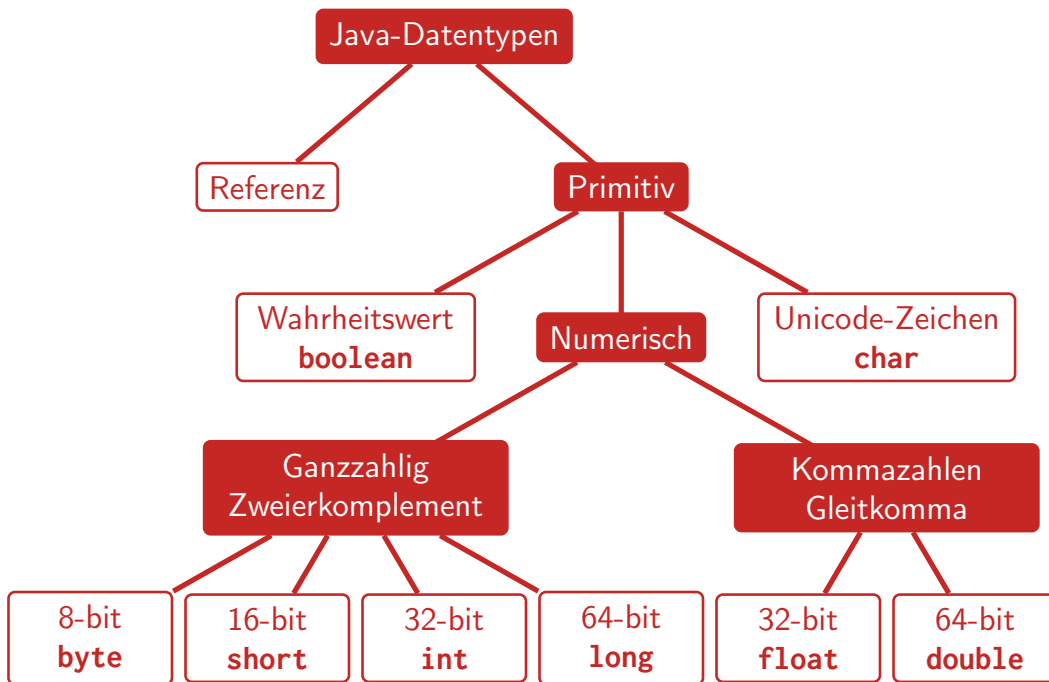 Java-Datentypen
Referenz
Primitiv
Wahrheitswert
boolean
Numerisch
Unicode-Zeichen
char
Ganzzahlig
Zweierkomplement
Kommazahlen
Gleitkomma
8-bit
byte
16-bit
short
32-bit
int
64-bit
long
32-bit
float
64-bit
double